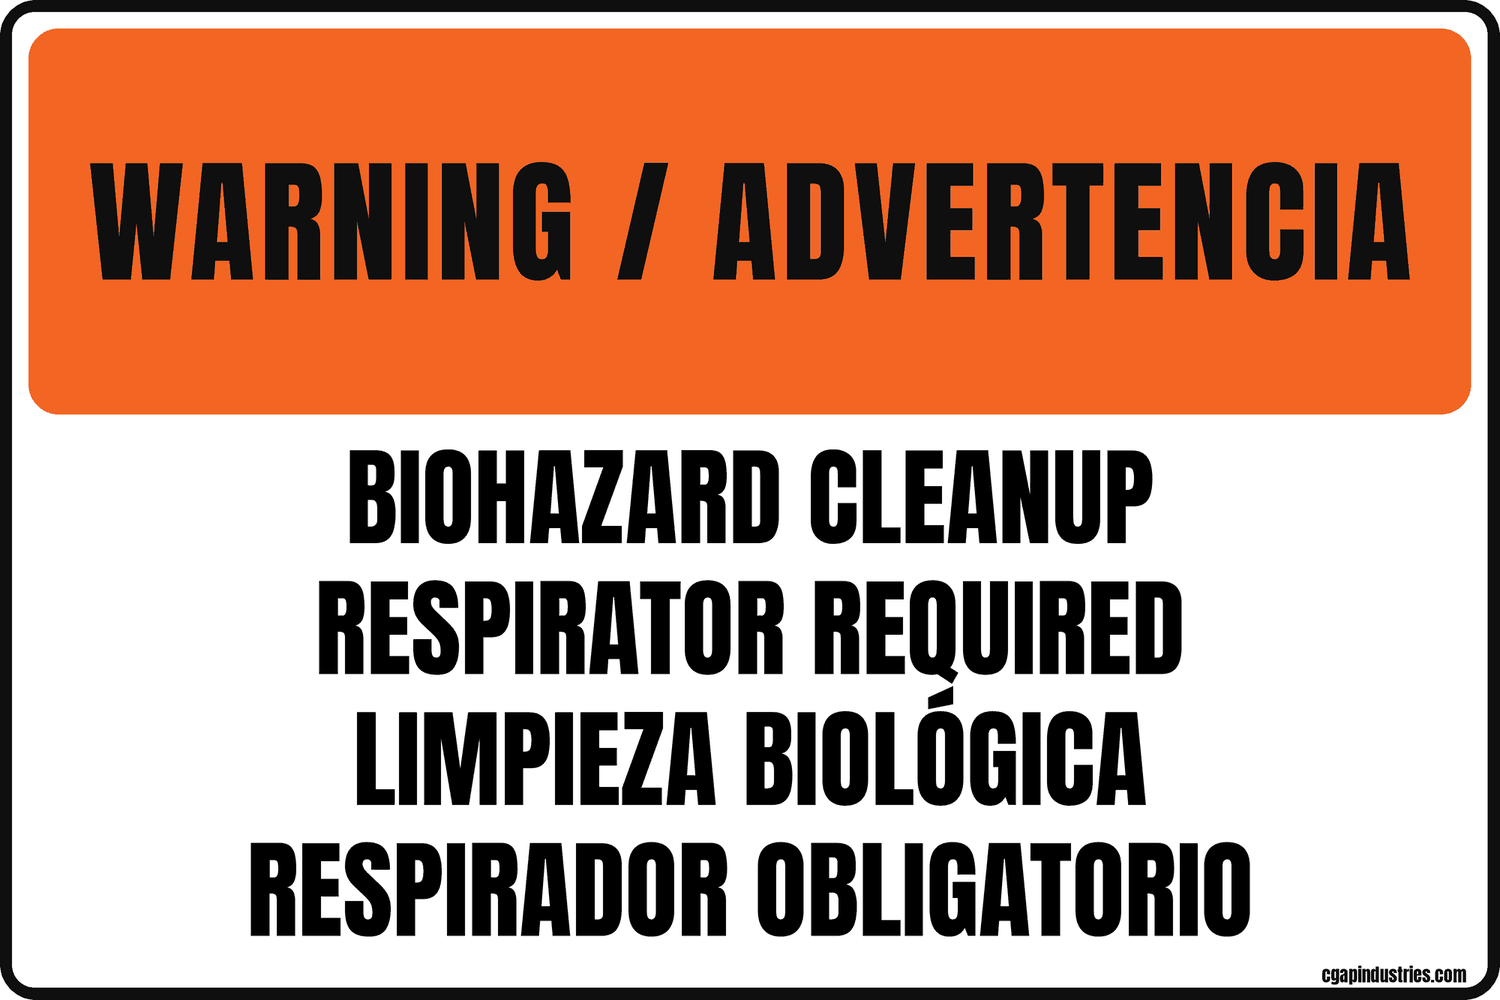 WARNING / ADVERTENCIA
BIOHAZARD CLEANUP
RESPIRATOR REQUIRED
LIMPIEZA BIOLÓGICA
RESPIRADOR OBLIGATORIO
cgapindustries.com